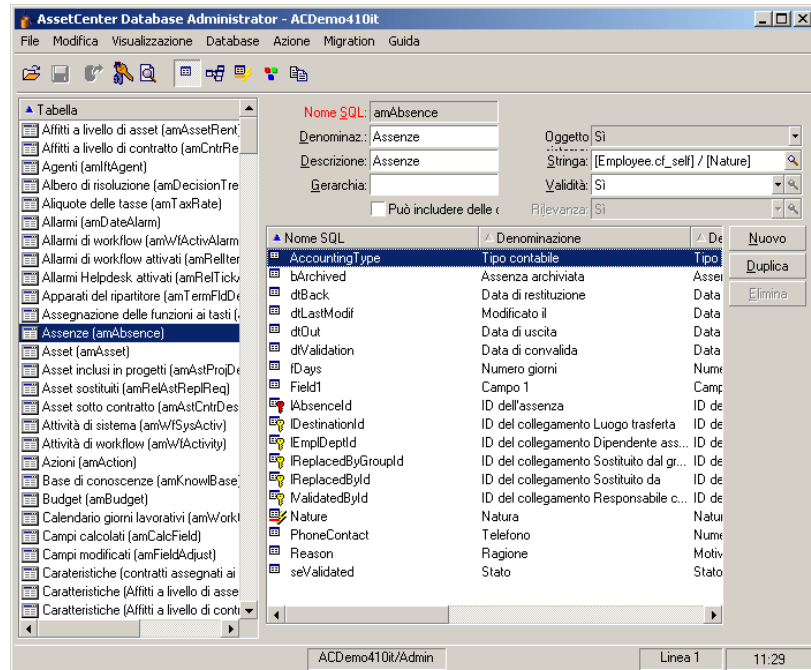 AssetCenter Database Administrator - ACDemo410it
File Modifica Visualizzazione Database Azione Migration Guida
Tabella
Affitti a livello di asset (amAssetRent)
Affitti a livello di contratto (amCntrRe
Agenti (amIftAgent)
Albero di risoluzione (amDecisionTre
Aliquote delle tasse (amTaxRate)
Allarmi (amDateAlarm)
Allarmi di workflow (amWfActivAlarm
Allarmi di workflow attivati (amRelIter
Allarmi Helpdesk attivati (amRelTick
Apparati del ripartitore (amTermFldDe
Assegnazione delle funzioni ai tasti (
Assenze (amAbsence)
Asset (amAsset)
Asset inclusi in progetti (amAstProjDe
Asset sostituiti (amRelAstReplReq)
Asset sotto contratto (amAstCntrDes
Attività di sistema (amWfSysActiv)
Attività di workflow (amWfActivity)
Azioni (amAction)
Base di conoscenze (amKnowlBase)
Budget (amBudget)
Calendario giorni lavorativi (amWorkl
Campi calcolati (amCalcField)
Campi modificati (amFieldAdjust)
Carateristiche (contratti assegnati ai
Caratteristiche (Affitti a livello di asse
Caratteristiche (Affitti a livello di contr
Nome SQL: amAbsence
Denominaz.: Assenze
Descrizione: Assenze
Gerarchia:
Può includere delle c
Oggetto Sì
Stringa: [Employee.cf_self] / [Nature]
Validità: Sì
Rilevanza: Sì
Nome SQL Denominazione De
AccountingType Tipo contabile Tipo
bArchived Assenza archiviata Asser
dtBack Data di restituzione Data
dtLastModif Modificato il Data
dtOut Data di uscita Data
dtValidation Data di convalida Data
fDays Numero giorni Nume
Field1 Campo 1 Camp
lAbsenceId ID dell'assenza ID de
lDestinationId ID del collegamento Luogo trasferta ID de
lEmplDeptId ID del collegamento Dipendente ass... ID de
lReplacedByGroupId ID del collegamento Sostituito dal gr... ID de
lReplacedById ID del collegamento Sostituito da ID de
lValidatedById ID del collegamento Responsabile c... ID de
Nature Natura Natur
PhoneContact Telefono Nume
Reason Ragione Motiv
seValidated Stato Stato
Nuovo
Duplica
Elimina
ACDemo410it/Admin Linea 1 11:29